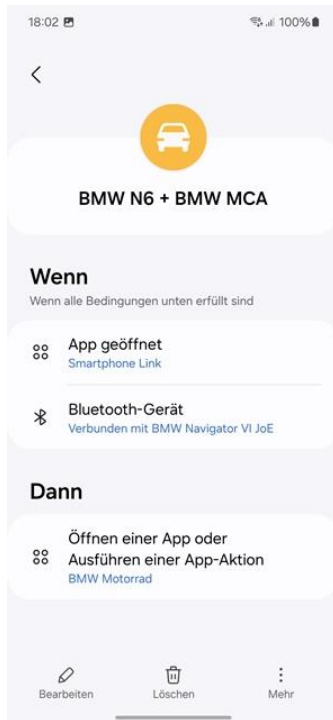 18:02
100%
BMW N6 + BMW MCA
Wenn
Wenn alle Bedingungen unten erfüllt sind
App geöffnet
Smartphone Link
Bluetooth-Gerät
Verbunden mit BMW Navigator VI JoE
Dann
Öffnen einer App oder
Ausführen einer App-Aktion
BMW Motorrad
Bearbeiten
Löschen
Mehr